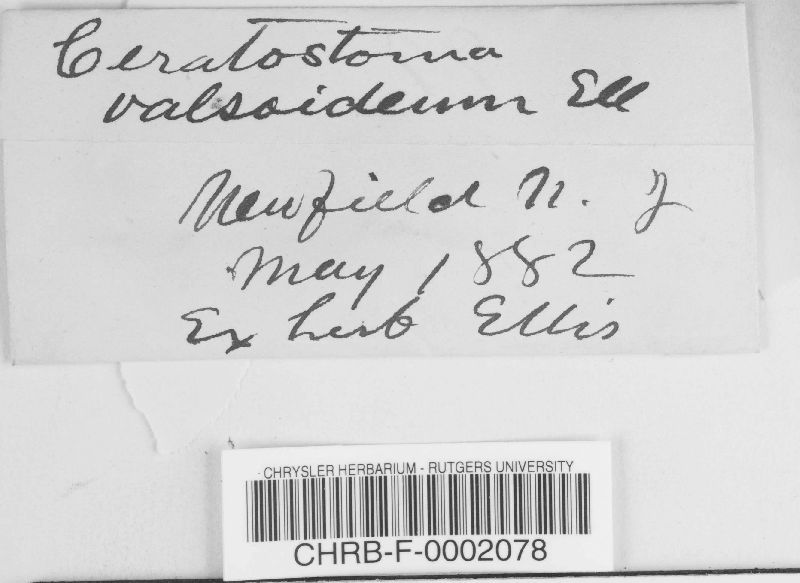 Ceratostoma
valsoideum Ell
Newfield N. J
May, 1882
Ex herb Ellis
CHRYSLER HERBARIUM - RUTGERS UNIVERSITY
CHRB-F-0002078